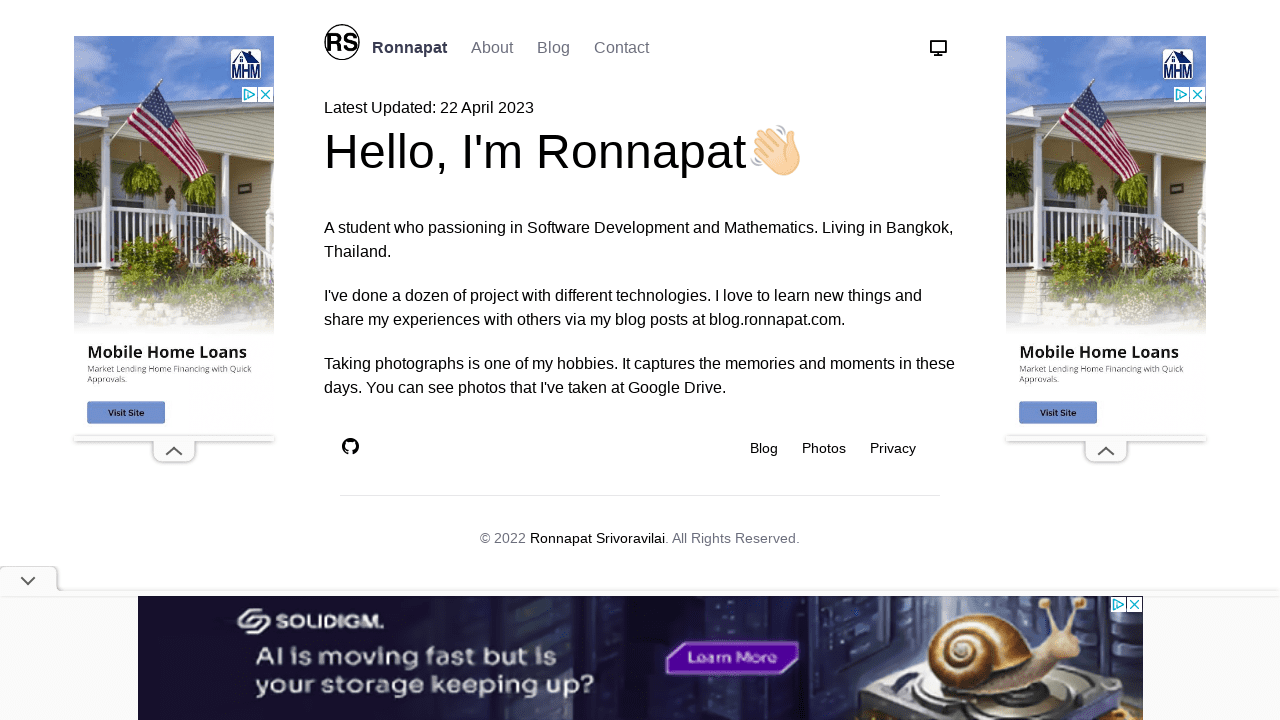 RS
Ronnapat About Blog Contact
Latest Updated: 22 April 2023
Hello, I'm Ronnapat👋🏼
A student who passioning in Software Development and Mathematics. Living in Bangkok,
Thailand.
I've done a dozen of project with different technologies. I love to learn new things and
share my experiences with others via my blog posts at blog.ronnapat.com.
Taking photographs is one of my hobbies. It captures the memories and moments in these
days. You can see photos that I've taken at Google Drive.
Blog Photos Privacy
© 2022 Ronnapat Srivoravilai. All Rights Reserved.
MHM
Mobile Home Loans
Market Lending Home Financing with Quick
Approvals.
Visit Site
MHM
Mobile Home Loans
Market Lending Home Financing with Quick
Approvals.
Visit Site
SOLIDIGM.
AI is moving fast but is
your storage keeping up?
Learn More